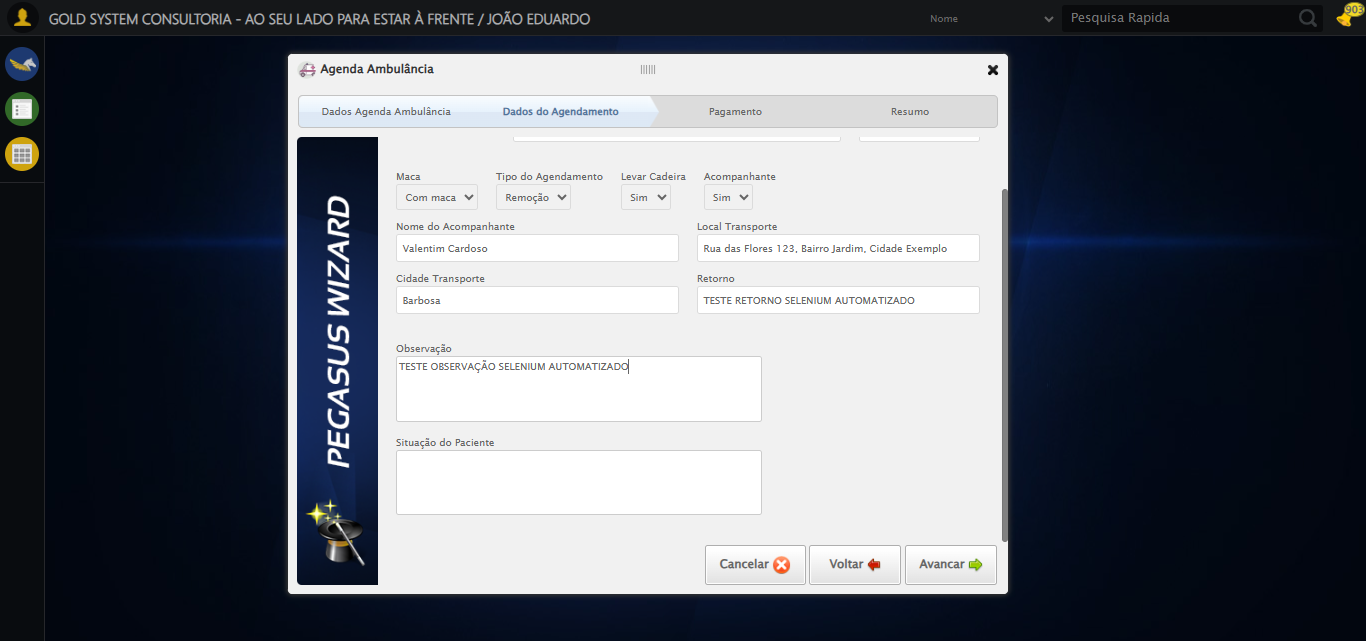 GOLD SYSTEM CONSULTORIA - AO SEU LADO PARA ESTAR À FRENTE / JOÃO EDUARDO
Nome
Pesquisa Rapida
903
Agenda Ambulância
Dados Agenda Ambulância
Dados do Agendamento
Pagamento
Resumo
PEGASUS WIZARD
Maca
Tipo do Agendamento
Levar Cadeira
Acompanhante
Com maca
Remoção
Sim
Sim
Nome do Acompanhante
Local Transporte
Valentim Cardoso
Rua das Flores 123, Bairro Jardim, Cidade Exemplo
Cidade Transporte
Retorno
Barbosa
TESTE RETORNO SELENIUM AUTOMATIZADO
Observação
TESTE OBSERVAÇÃO SELENIUM AUTOMATIZADO
Situação do Paciente
Cancelar
Voltar
Avancar